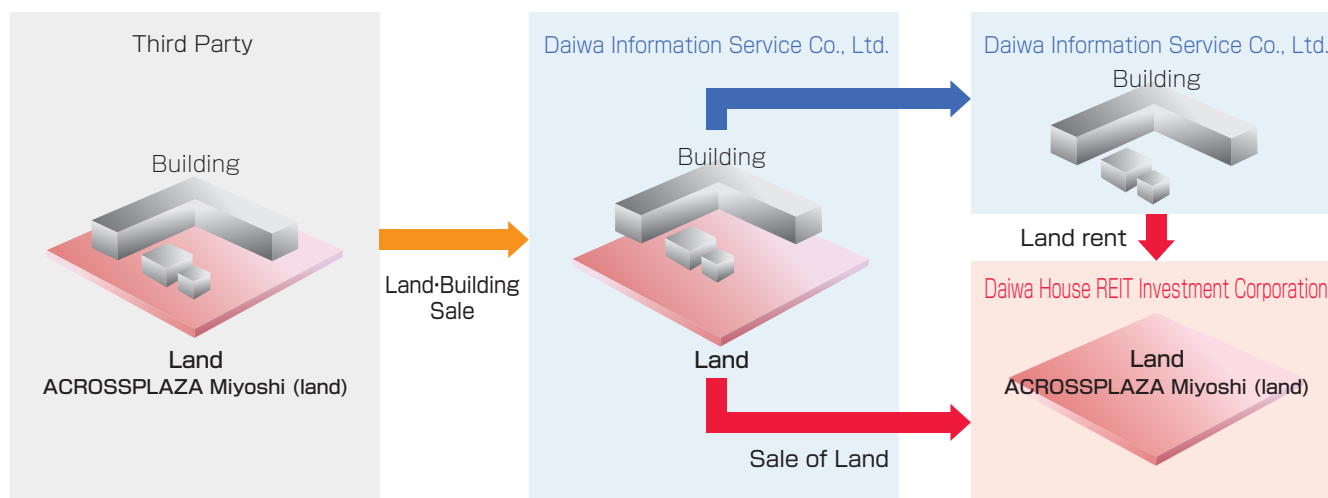 Third Party
Building
Land
ACROSSPLAZA Miyoshi (land)
Land·Building
Sale
Daiwa Information Service Co., Ltd.
Building
Land
Sale of Land
Daiwa Information Service Co., Ltd.
Building
Land rent
Daiwa House REIT Investment Corporation
Land
ACROSSPLAZA Miyoshi (land)